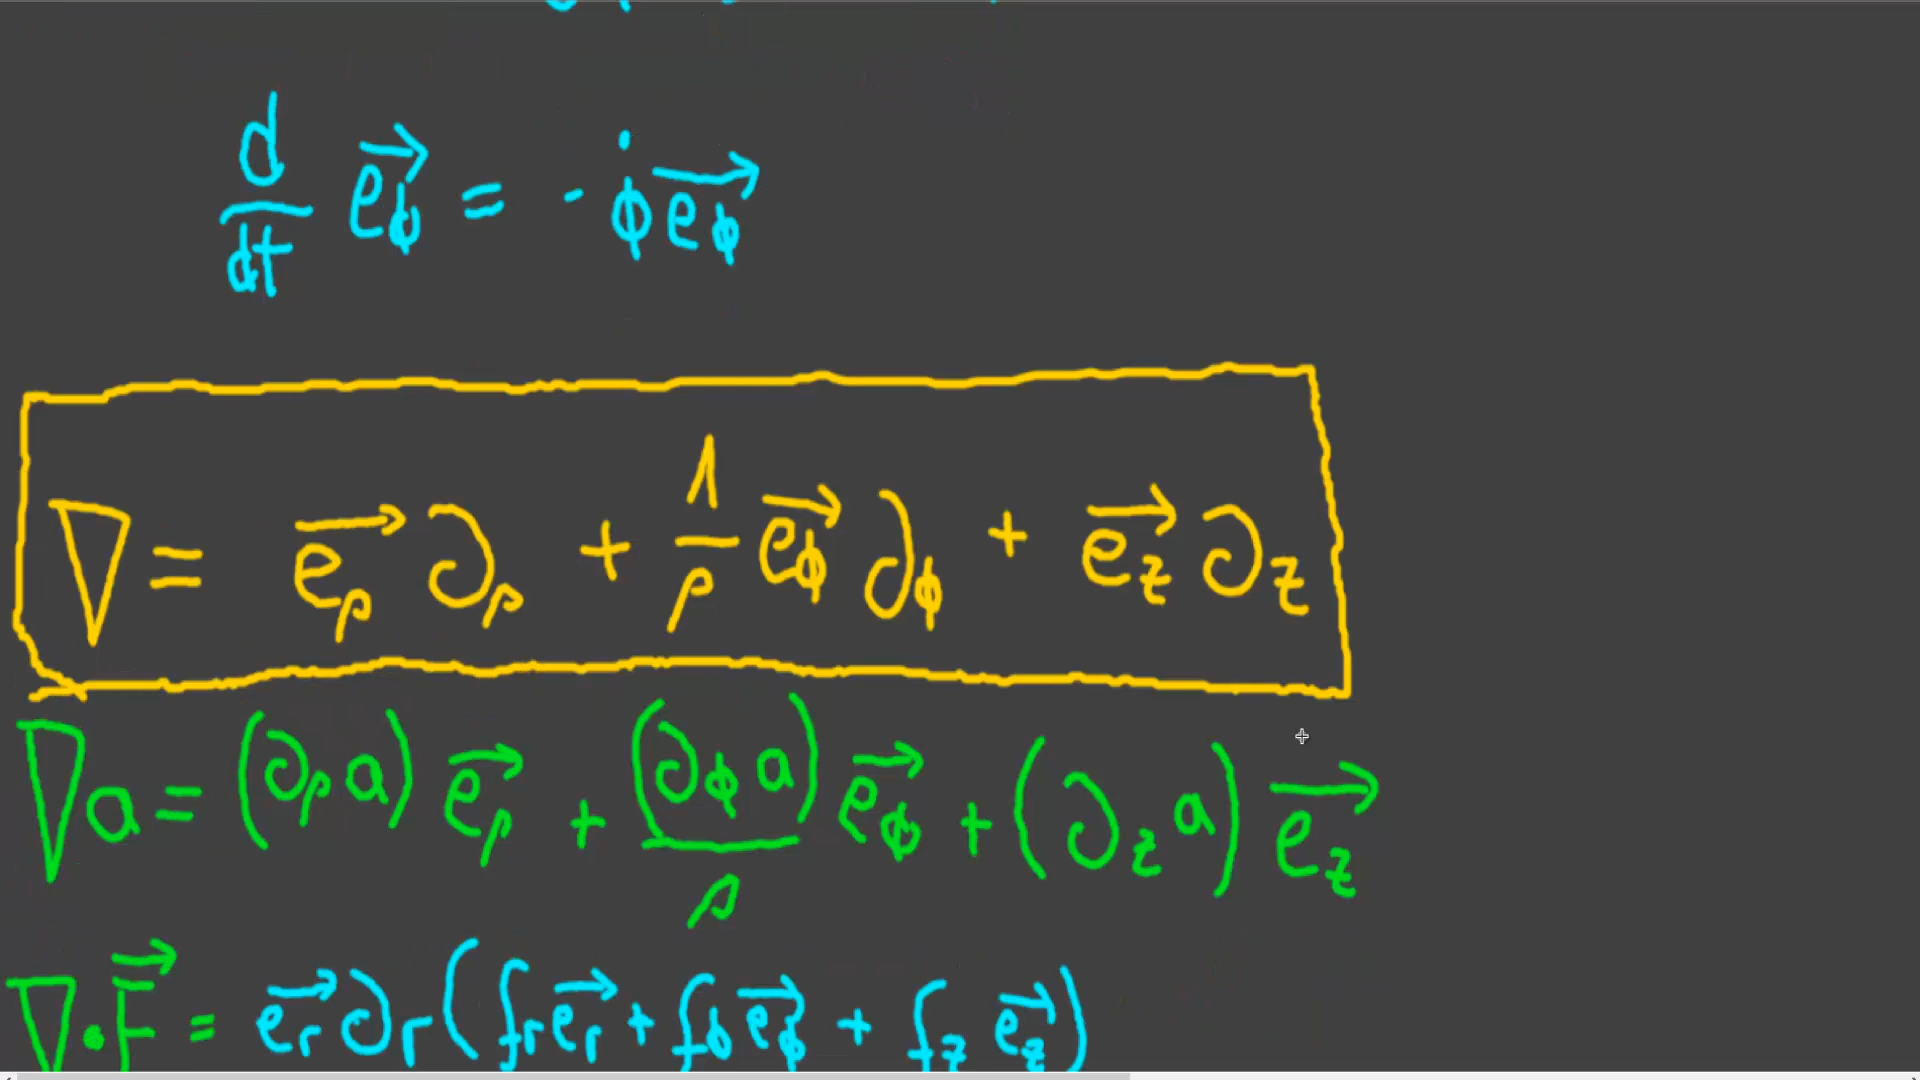 d/dt e⃗_ϕ = - ϕ̇ e⃗_ϕ
∇ = e⃗_ρ ∂_ρ + 1/ρ e⃗_ϕ ∂_ϕ + e⃗_z ∂_z
∇a = (∂_ρ a) e⃗_ρ + (∂_ϕ a)/ρ e⃗_ϕ + (∂_z a) e⃗_z
∇·F⃗ = e⃗_r ∂_r (f_r e⃗_r + f_ϕ e⃗_ϕ + f_z e⃗_z)